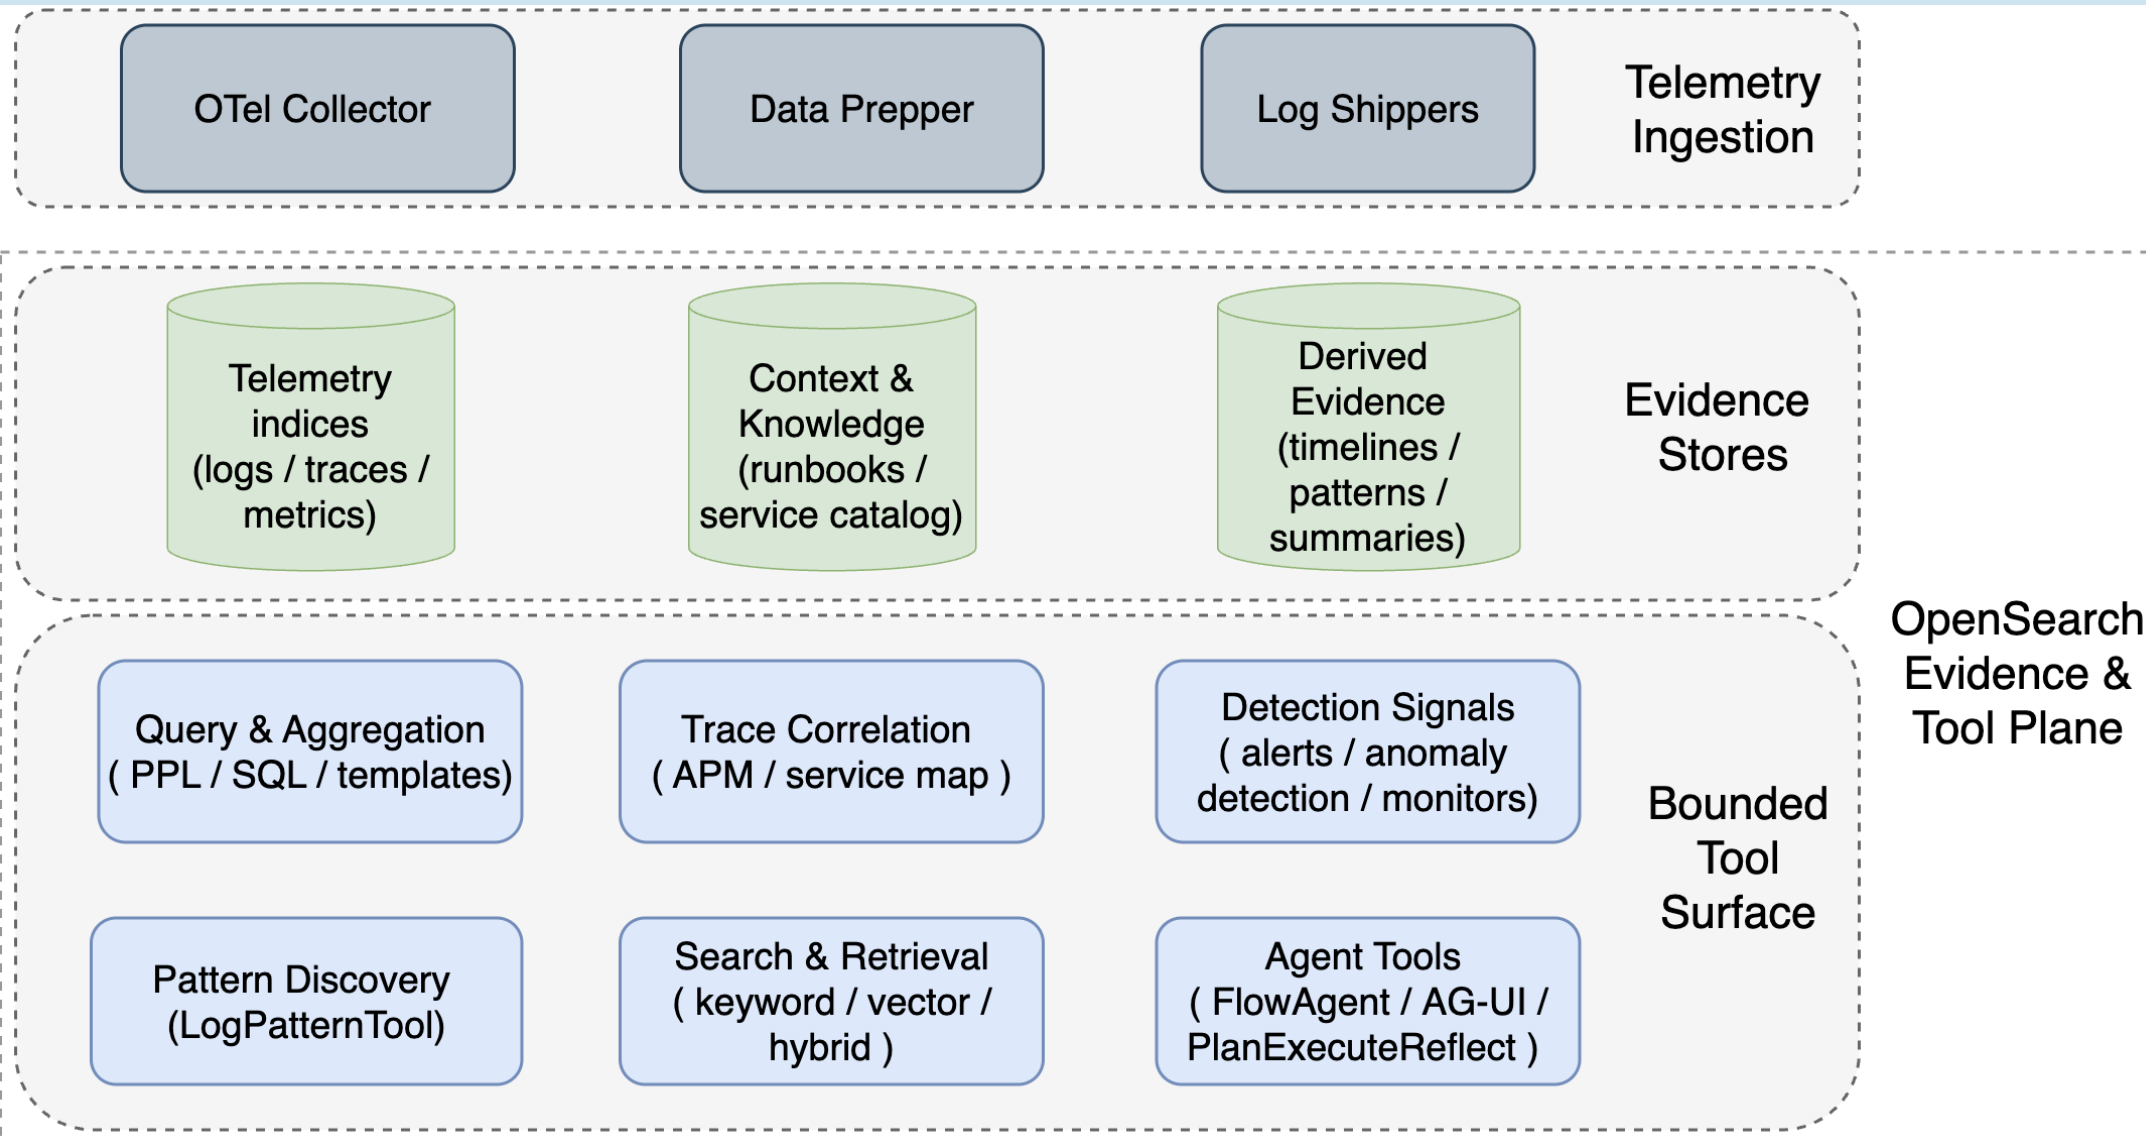 OTel Collector
Data Prepper
Log Shippers
Telemetry
Ingestion
Telemetry
indices
(logs / traces /
metrics)
Context &
Knowledge
(runbooks /
service catalog)
Derived
Evidence
(timelines /
patterns /
summaries)
Evidence
Stores
Query & Aggregation
( PPL / SQL / templates)
Trace Correlation
( APM / service map )
Detection Signals
( alerts / anomaly
detection / monitors)
Pattern Discovery
(LogPatternTool)
Search & Retrieval
( keyword / vector /
hybrid )
Agent Tools
( FlowAgent / AG-UI /
PlanExecuteReflect )
Bounded
Tool
Surface
OpenSearch
Evidence &
Tool Plane